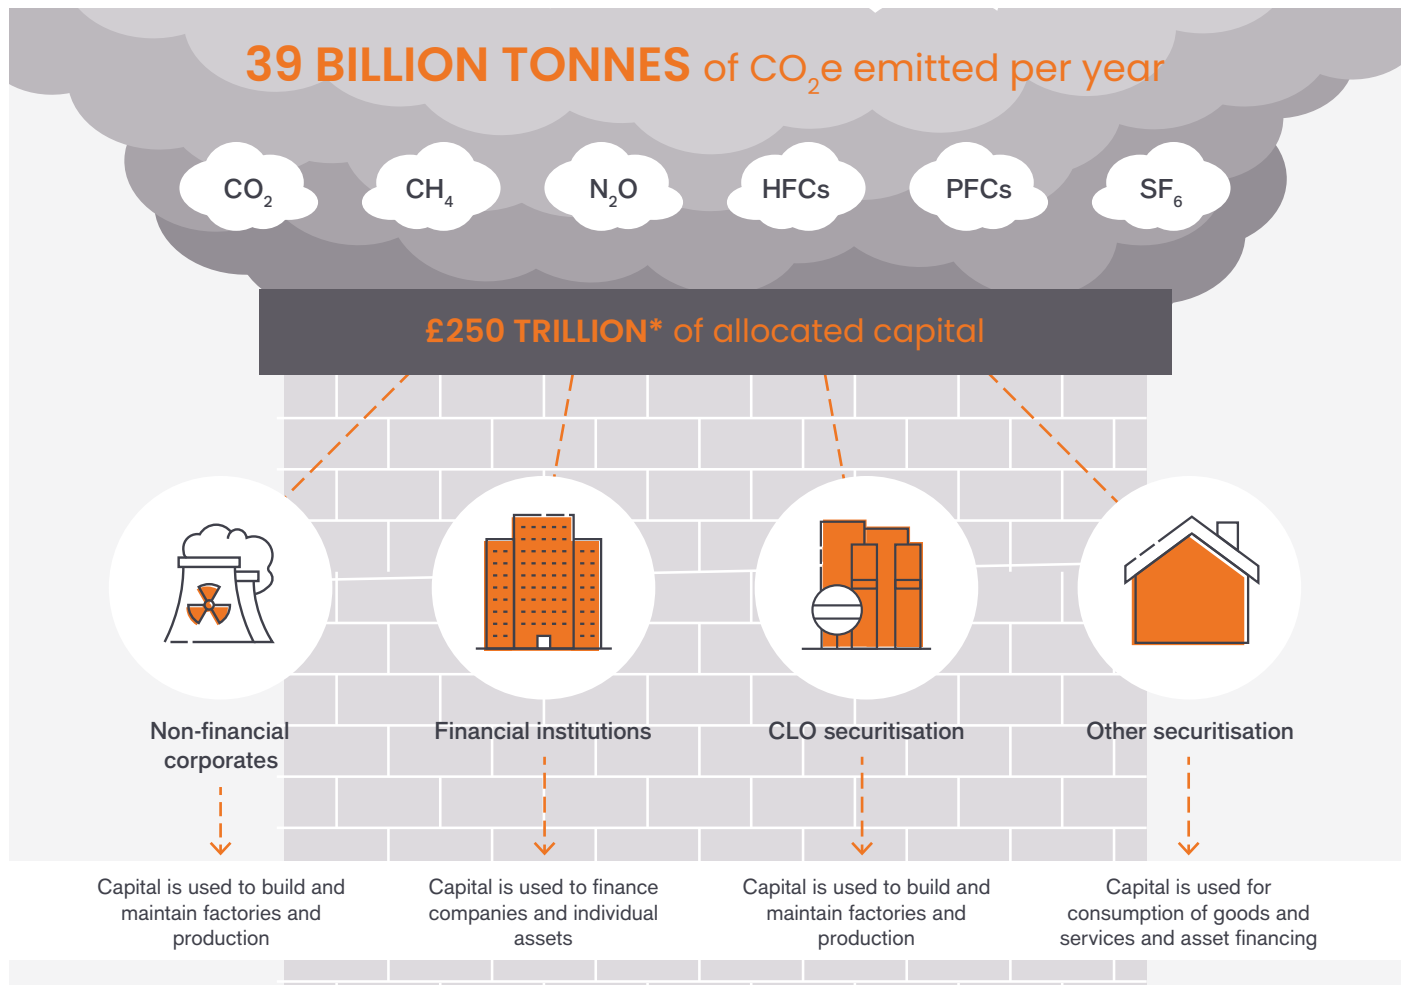 39 BILLION TONNES of CO₂e emitted per year
CO₂
CH₄
N₂O
HFCs
PFCs
SF₆
£250 TRILLION* of allocated capital
Non-financial
corporates
Financial institutions
CLO securitisation
Other securitisation
Capital is used to build and
maintain factories and
production
Capital is used to finance
companies and individual
assets
Capital is used to build and
maintain factories and
production
Capital is used for
consumption of goods and
services and asset financing